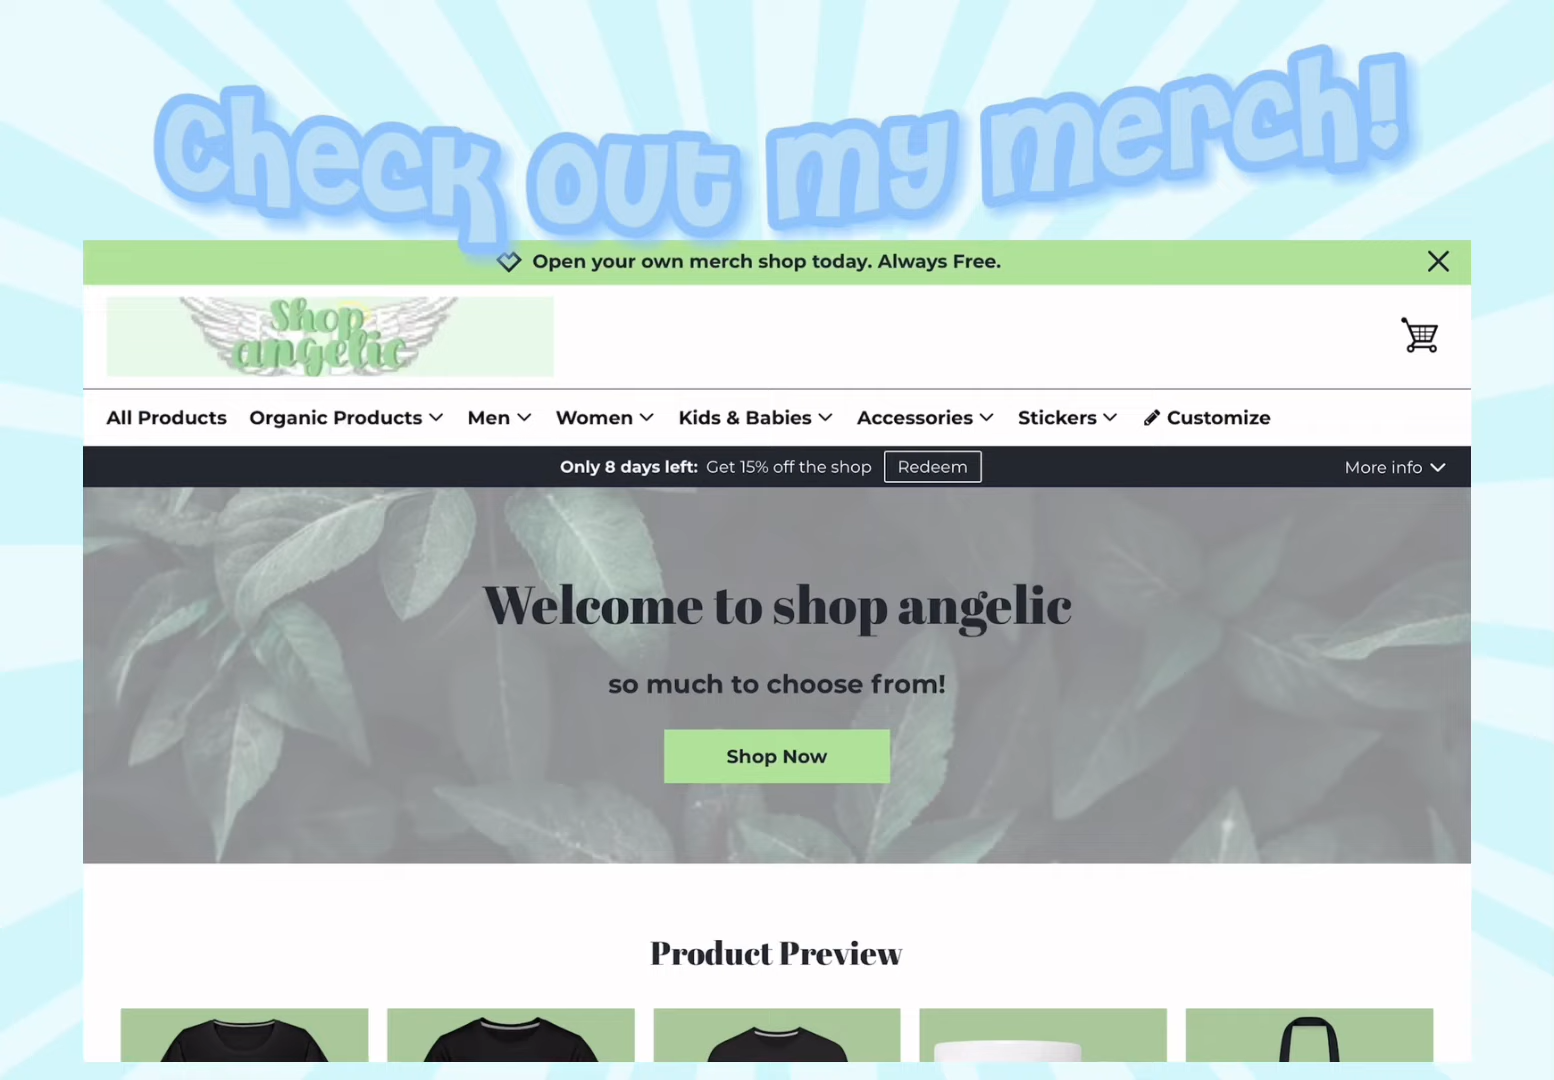 check out my merch!
Open your own merch shop today. Always Free.
shop
angelic
All Products Organic Products Men Women Kids & Babies Accessories Stickers Customize
Only 8 days left: Get 15% off the shop Redeem More info
Welcome to shop angelic
so much to choose from!
Shop Now
Product Preview